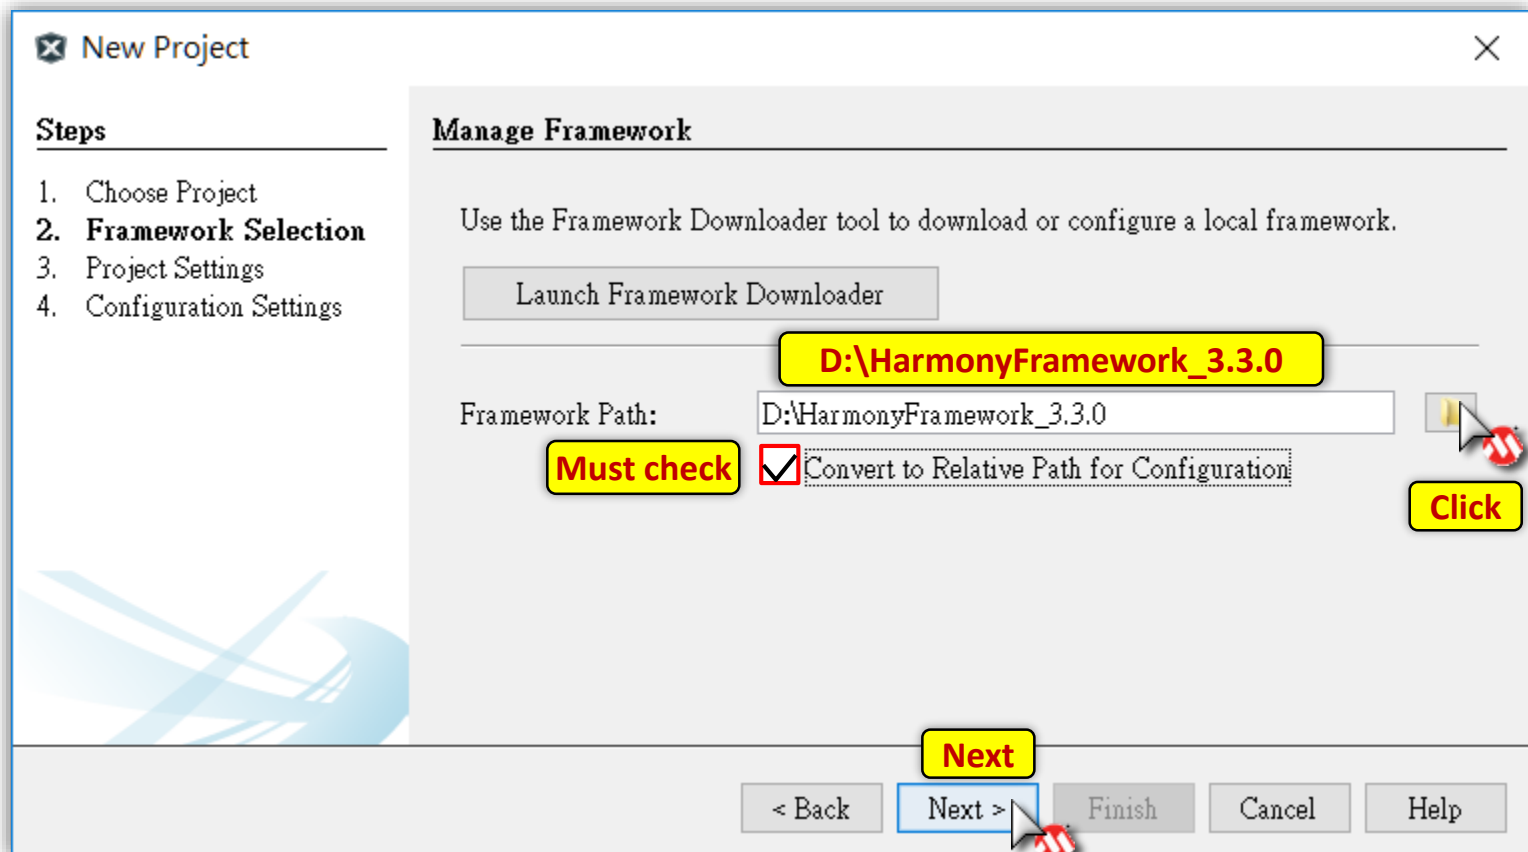 New Project
Steps
1. Choose Project
2. Framework Selection
3. Project Settings
4. Configuration Settings
Manage Framework
Use the Framework Downloader tool to download or configure a local framework.
Launch Framework Downloader
D:\HarmonyFramework_3.3.0
Framework Path: D:\HarmonyFramework_3.3.0
Must check Convert to Relative Path for Configuration
Click
Next
< Back Next > Finish Cancel Help